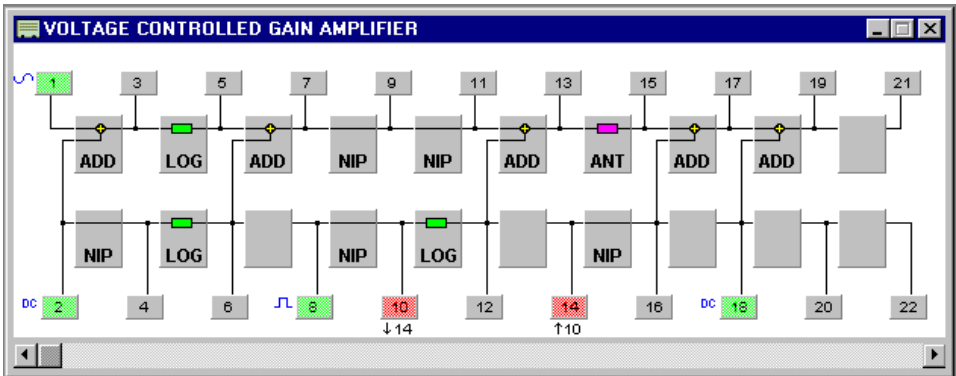 VOLTAGE CONTROLLED GAIN AMPLIFIER
1 3 5 7 9 11 13 15 17 19 21
ADD LOG ADD NIP NIP ADD ANT ADD ADD
NIP LOG NIP LOG NIP
DC 2 4 6 8 10 12 14 16 DC 18 20 22
↓14 ↑10